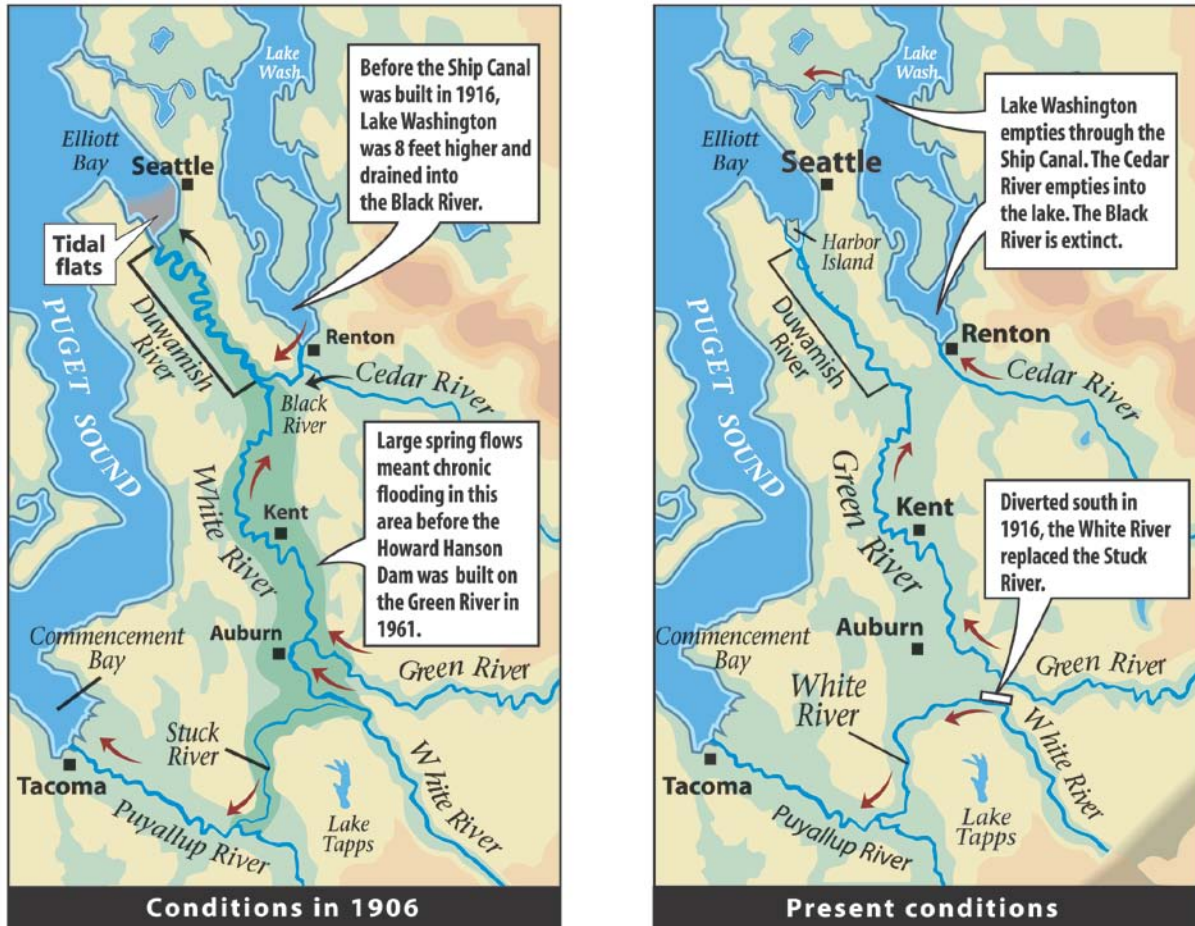 Lake
Wash
Before the Ship Canal
was built in 1916,
Lake Washington
was 8 feet higher and
drained into
the Black River.
Elliott
Bay
Seattle
Tidal
flats
PUGET SOUND
Duwamish
River
Renton
Cedar River
Black
River
Large spring flows
meant chronic
flooding in this
area before the
Howard Hanson
Dam was built on
the Green River in
1961.
White River
Kent
Auburn
Commencement
Bay
Green River
Stuck
River
White River
Tacoma
Puyallup River
Lake
Tapps
Conditions in 1906
Lake
Wash
Lake Washington
empties through the
Ship Canal. The Cedar
River empties into
the lake. The Black
River is extinct.
Elliott
Bay
Seattle
Harbor
Island
PUGET SOUND
Duwamish
River
Renton
Cedar River
Green River
Kent
Diverted south in
1916, the White River
replaced the Stuck
River.
Auburn
Commencement
Bay
Green River
White
River
White River
Tacoma
Puyallup River
Lake
Tapps
Present conditions